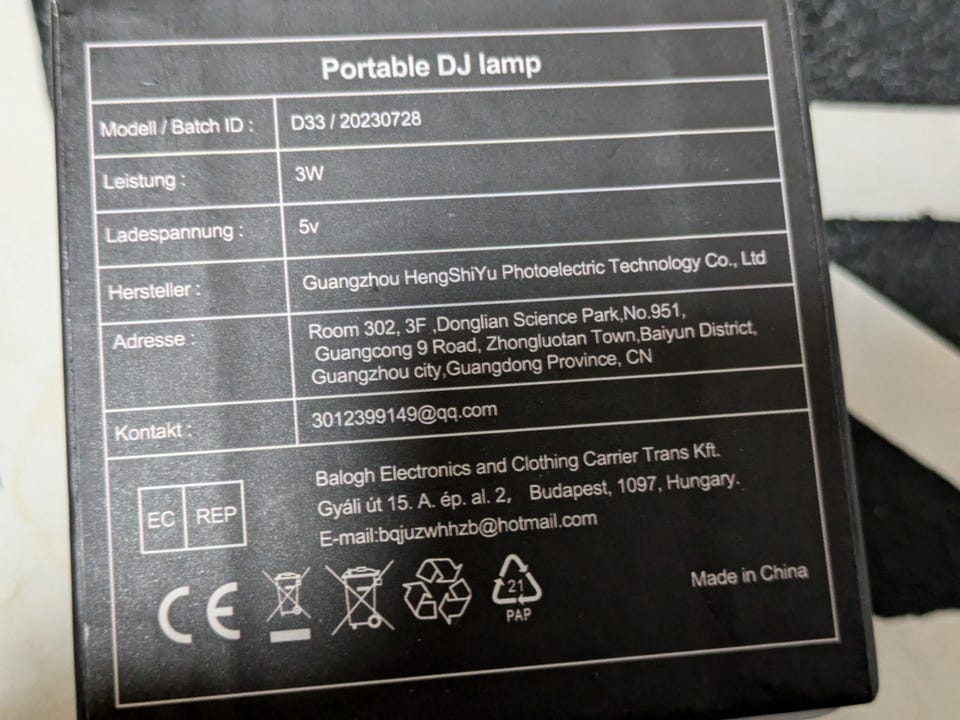 Portable DJ lamp
Modell / Batch ID : D33 / 20230728
Leistung : 3W
Ladespannung : 5v
Hersteller : Guangzhou HengShiYu Photoelectric Technology Co., Ltd
Adresse : Room 302, 3F ,Donglian Science Park,No.951,
Guangcong 9 Road, Zhongluotan Town,Baiyun District,
Guangzhou city,Guangdong Province, CN
Kontakt : 3012399149@qq.com
EC REP
Balogh Electronics and Clothing Carrier Trans Kft.
Gyáli út 15. A. ép. al. 2, Budapest, 1097, Hungary.
E-mail:bqjuzwhhzb@hotmail.com
CE
21
PAP
Made in China